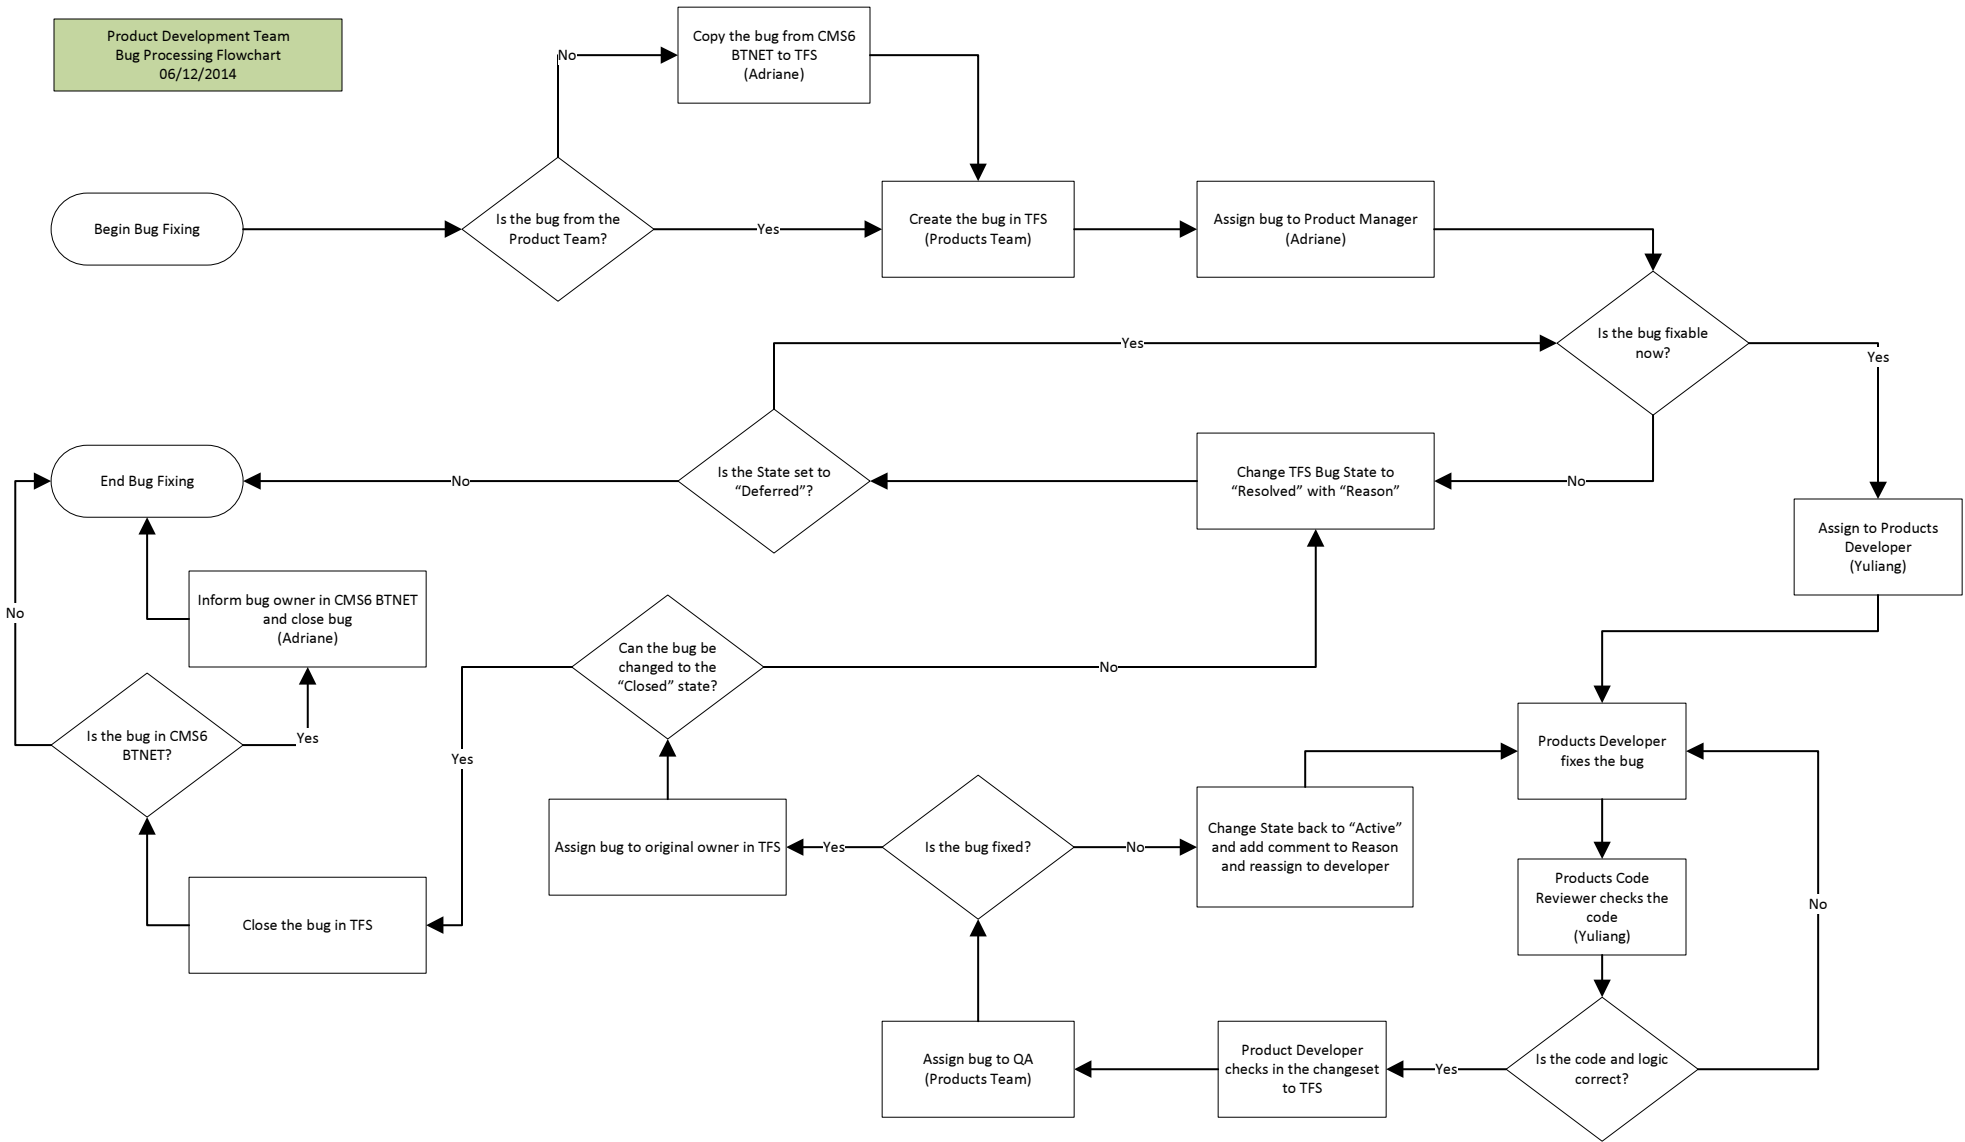 Product Development Team
Bug Processing Flowchart
06/12/2014
No
Copy the bug from CMS6
BTNET to TFS
(Adriane)
Begin Bug Fixing
Is the bug from the
Product Team?
Yes
Create the bug in TFS
(Products Team)
Assign bug to Product Manager
(Adriane)
Is the bug fixable
now?
Yes
Yes
End Bug Fixing
No
Is the State set to
“Deferred”?
Change TFS Bug State to
“Resolved” with “Reason”
No
Assign to Products
Developer
(Yuliang)
No
Inform bug owner in CMS6 BTNET
and close bug
(Adriane)
Can the bug be
changed to the
“Closed” state?
No
Is the bug in CMS6
BTNET?
Yes
Yes
Products Developer
fixes the bug
Assign bug to original owner in TFS
Yes
Is the bug fixed?
No
Change State back to “Active”
and add comment to Reason
and reassign to developer
Products Code
Reviewer checks the
code
(Yuliang)
No
Close the bug in TFS
Assign bug to QA
(Products Team)
Product Developer
checks in the changeset
to TFS
Yes
Is the code and logic
correct?